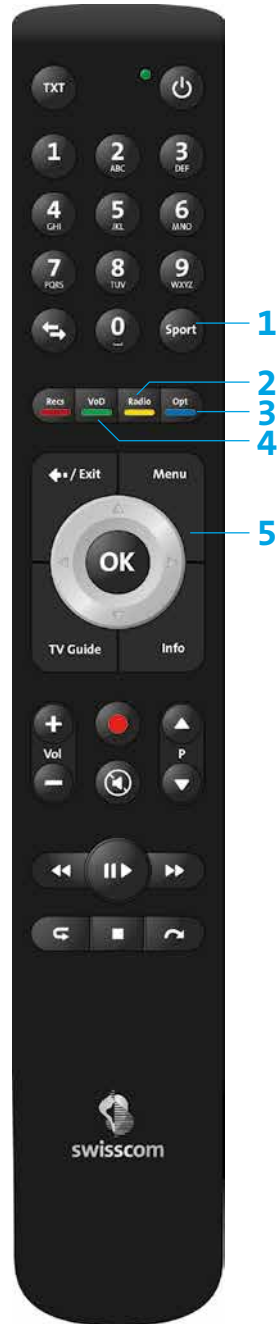 TXT
1 2 3
ABC DEF
4 5 6
GHI JKL MNO
7 8 9
PQRS TUV WXYZ
0 Sport 1
2
Recs VoD Radio Opt 3
4
/ Exit Menu
5
OK
TV Guide Info
+
Vol P
−
swisscom